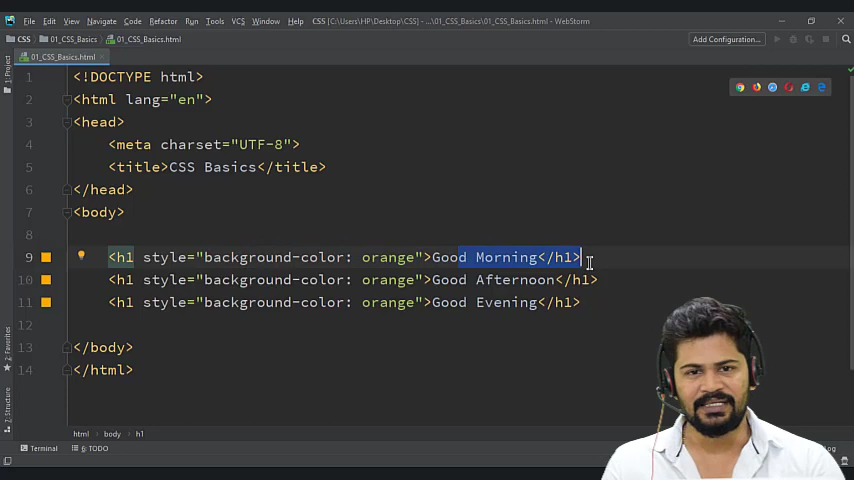 File Edit View Navigate Code Refactor Run Tools VCS Window Help CSS [C:\Users\HP\Desktop\CSS] - ...\01_CSS_Basics\01_CSS_Basics.html - WebStorm
CSS 01_CSS_Basics 01_CSS_Basics.html Add Configuration...
01_CSS_Basics.html
1: Project
1 <!DOCTYPE html>
2 <html lang="en">
3 <head>
4 <meta charset="UTF-8">
5 <title>CSS Basics</title>
6 </head>
7 <body>
8
9 <h1 style="background-color: orange">Good Morning</h1>
10 <h1 style="background-color: orange">Good Afternoon</h1>
11 <h1 style="background-color: orange">Good Evening</h1>
12
13 </body>
14 </html>
2: Favorites
7: Structure
html body h1
Terminal 6: TODO